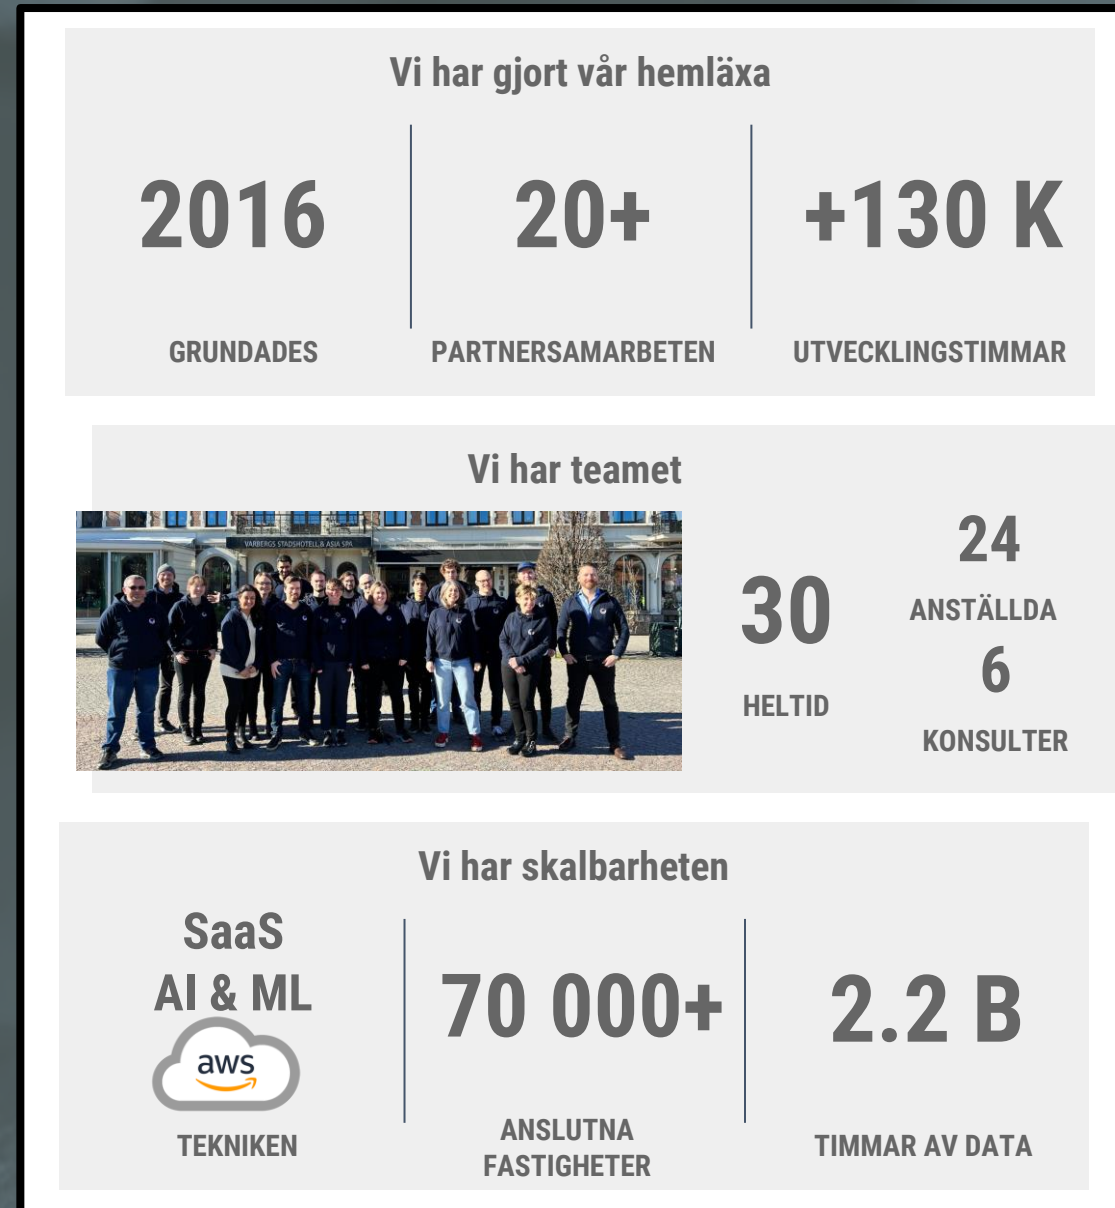 Vi har gjort vår hemläxa
2016
20+
+130 K
GRUNDADES
PARTNERSAMARBETEN
UTVECKLINGSTIMMAR
Vi har teamet
VARBERGS STADSHOTELL & ASIA SPA
30
HELTID
24
ANSTÄLLDA
6
KONSULTER
Vi har skalbarheten
SaaS
AI & ML
aws
TEKNIKEN
70 000+
ANSLUTNA
FASTIGHETER
2.2 B
TIMMAR AV DATA